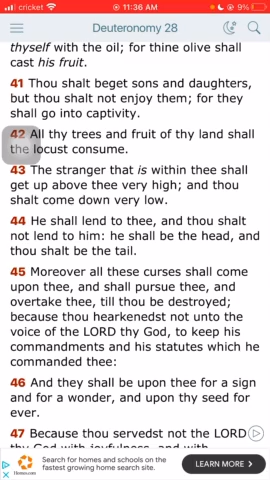 cricket 11:36 AM 9%
Deuteronomy 28
thyself with the oil; for thine olive shall
cast his fruit.
41 Thou shalt beget sons and daughters,
but thou shalt not enjoy them; for they
shall go into captivity.
42 All thy trees and fruit of thy land shall
the locust consume.
43 The stranger that is within thee shall
get up above thee very high; and thou
shalt come down very low.
44 He shall lend to thee, and thou shalt
not lend to him: he shall be the head, and
thou shalt be the tail.
45 Moreover all these curses shall come
upon thee, and shall pursue thee, and
overtake thee, till thou be destroyed;
because thou hearkenedst not unto the
voice of the LORD thy God, to keep his
commandments and his statutes which he
commanded thee:
46 And they shall be upon thee for a sign
and for a wonder, and upon thy seed for
ever.
47 Because thou servedst not the LORD
thy God with joyfulness, and with
Search for homes and schools on the
fastest growing home search site.
Homes.com
LEARN MORE >